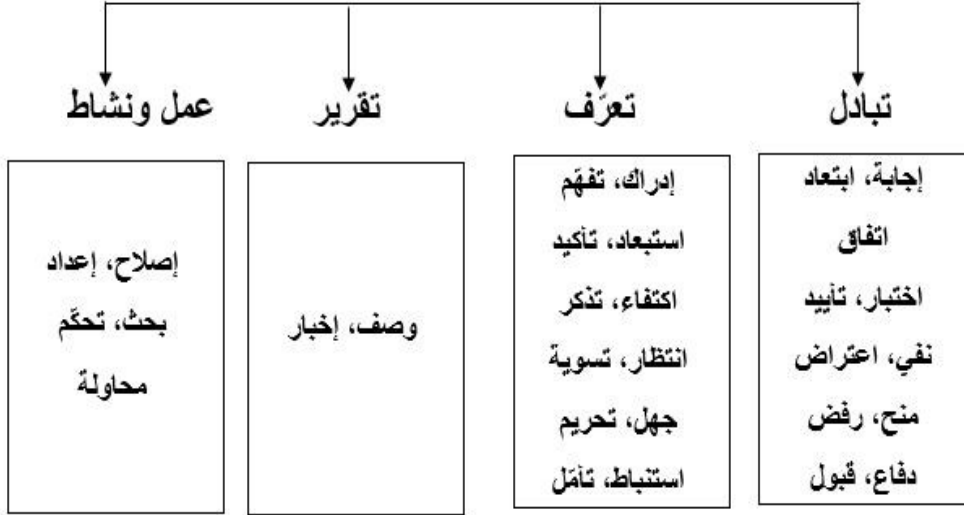 تبادل
إجابة، ابتعاد
اتفاق
اختبار، تأييد
نفي، اعتراض
منح، رفض
دفاع، قبول
تعرّف
إدراك، تفهّم
استبعاد، تأكيد
اكتفاء، تذكر
انتظار، تسوية
جهل، تحريم
استنباط، تأمّل
تقرير
وصف، إخبار
عمل ونشاط
إصلاح، إعداد
بحث، تحكّم
محاولة